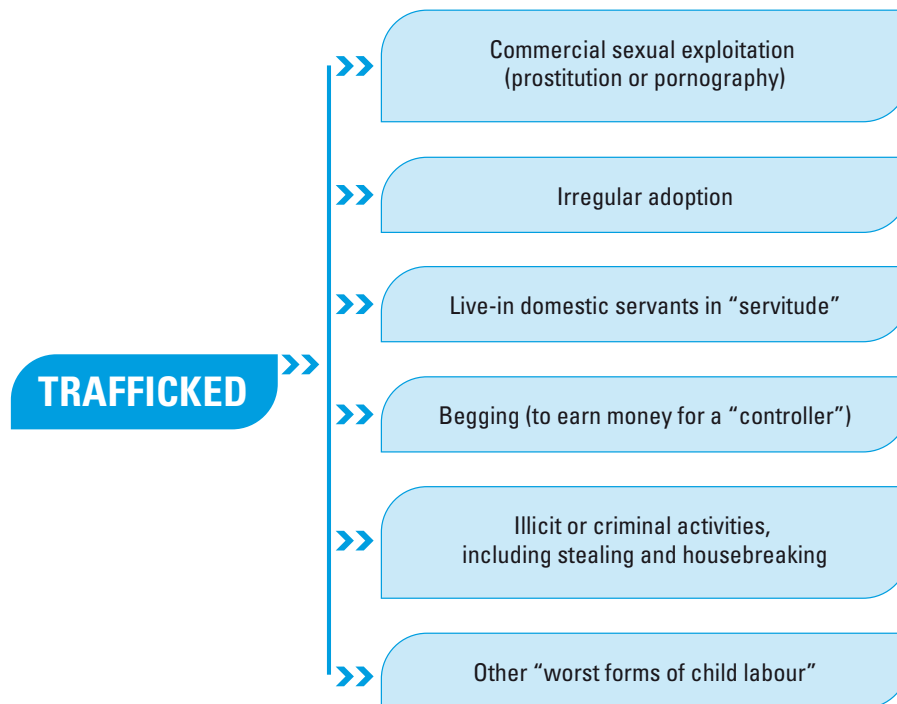 Commercial sexual exploitation
(prostitution or pornography)
Irregular adoption
Live-in domestic servants in “servitude”
TRAFFICKED
Begging (to earn money for a “controller”)
Illicit or criminal activities,
including stealing and housebreaking
Other “worst forms of child labour”